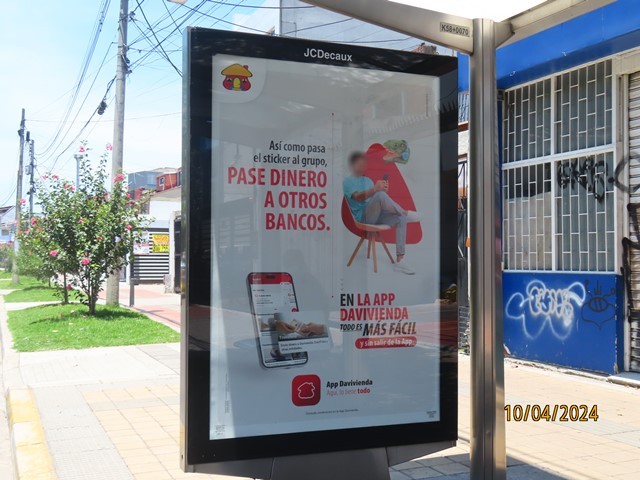 K58+0070
JCDecaux
Así como pasa
el sticker al grupo,
PASE DINERO
A OTROS
BANCOS.
EN LA APP
DAVIVIENDA
TODO ES MÁS FÁCIL
y sin salir de la App.
App Davivienda
Aquí, lo tiene todo
10/04/2024